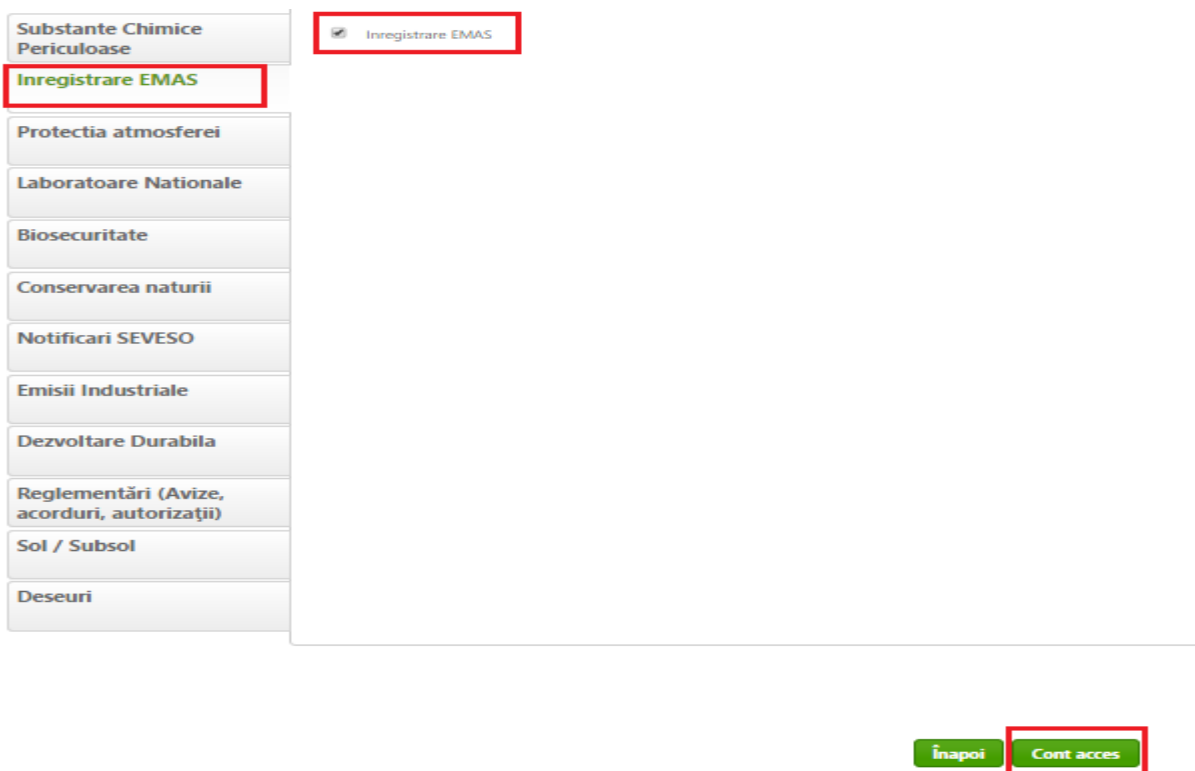 Substante Chimice
Periculoase
Inregistrare EMAS
Inregistrare EMAS
Protectia atmosferei
Laboratoare Nationale
Biosecuritate
Conservarea naturii
Notificari SEVESO
Emisii Industriale
Dezvoltare Durabila
Reglementări (Avize,
acorduri, autorizaţii)
Sol / Subsol
Deseuri
Înapoi
Cont acces